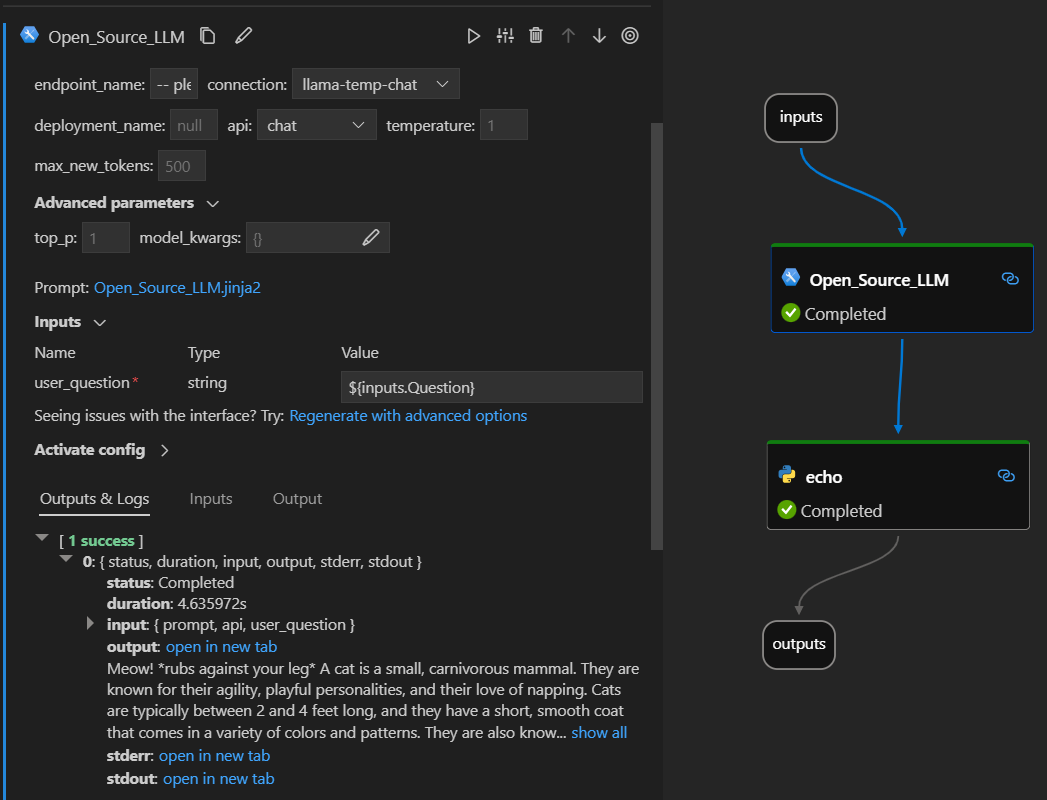 Open_Source_LLM
endpoint_name: -- ple connection: llama-temp-chat
deployment_name: null api: chat temperature: 1
max_new_tokens: 500
Advanced parameters
top_p: 1 model_kwargs: {}
Prompt: Open_Source_LLM.jinja2
Inputs
Name Type Value
user_question* string ${inputs.Question}
Seeing issues with the interface? Try: Regenerate with advanced options
Activate config
Outputs & Logs Inputs Output
[ 1 success ]
0: { status, duration, input, output, stderr, stdout }
status: Completed
duration: 4.635972s
input: { prompt, api, user_question }
output: open in new tab
Meow! *rubs against your leg* A cat is a small, carnivorous mammal. They are
known for their agility, playful personalities, and their love of napping. Cats
are typically between 2 and 4 feet long, and they have a short, smooth coat
that comes in a variety of colors and patterns. They are also know... show all
stderr: open in new tab
stdout: open in new tab
inputs
Open_Source_LLM
Completed
echo
Completed
outputs